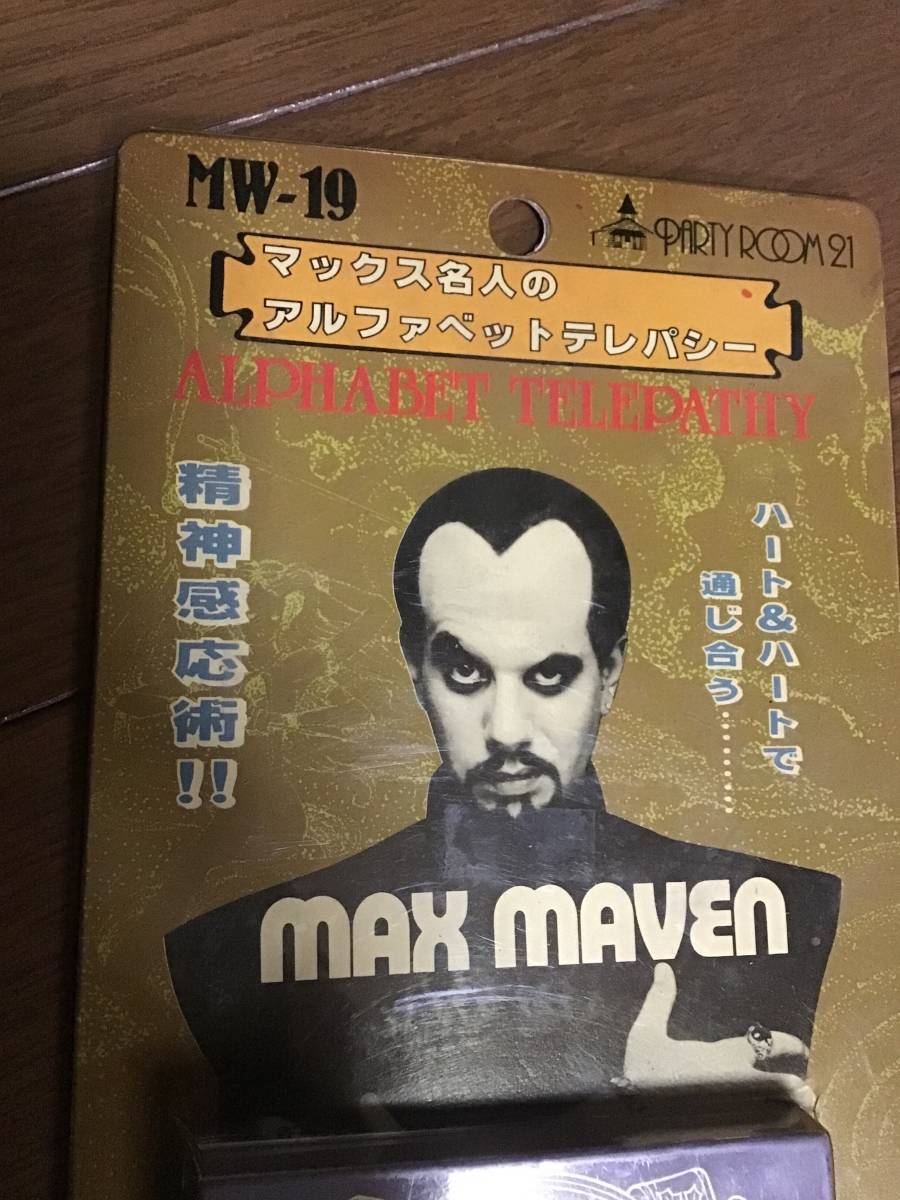 MW-19
PARTY ROOM 21
マックス名人の
アルファベットテレパシー
ALPHABET TELEPATHY
精神感応術!!
ハート&ハートで
通じ合う………
MAX MAVEN